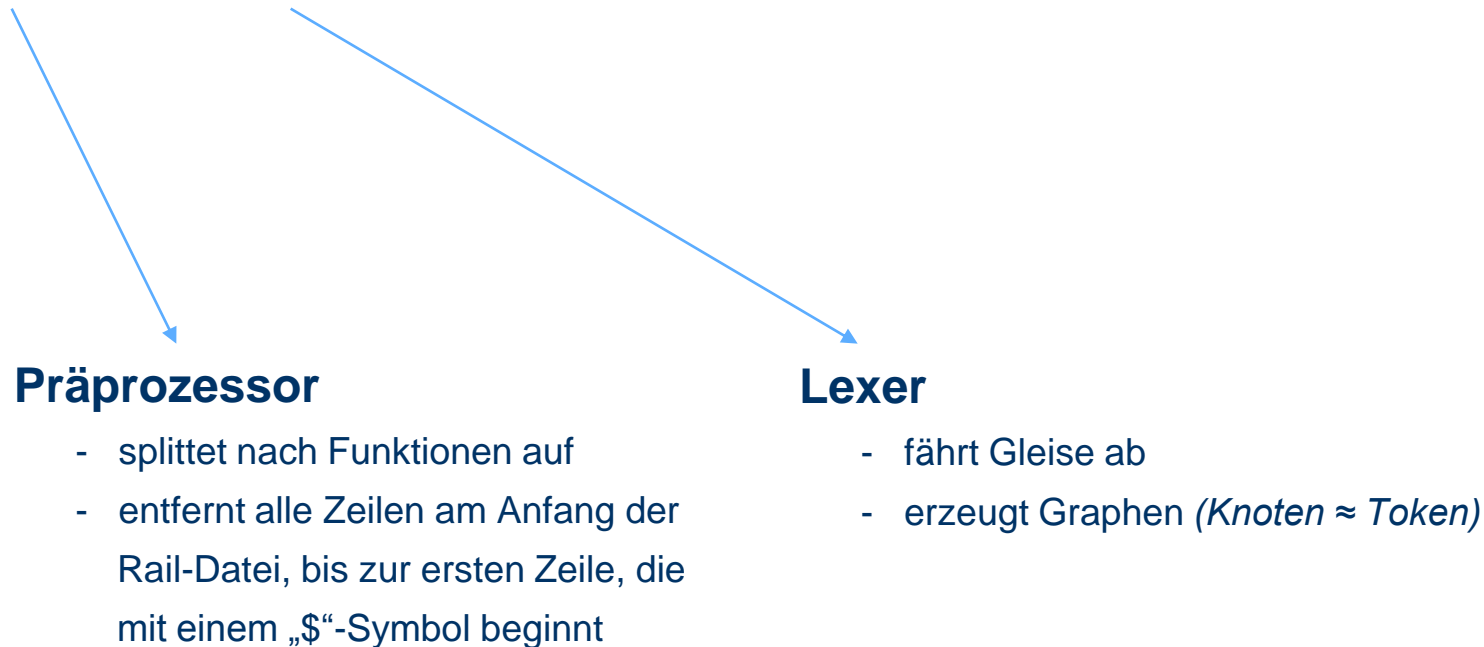 Präprozessor
- splittet nach Funktionen auf
- entfernt alle Zeilen am Anfang der
Rail-Datei, bis zur ersten Zeile, die
mit einem „$“-Symbol beginnt
Lexer
- fährt Gleise ab
- erzeugt Graphen (Knoten ≈ Token)